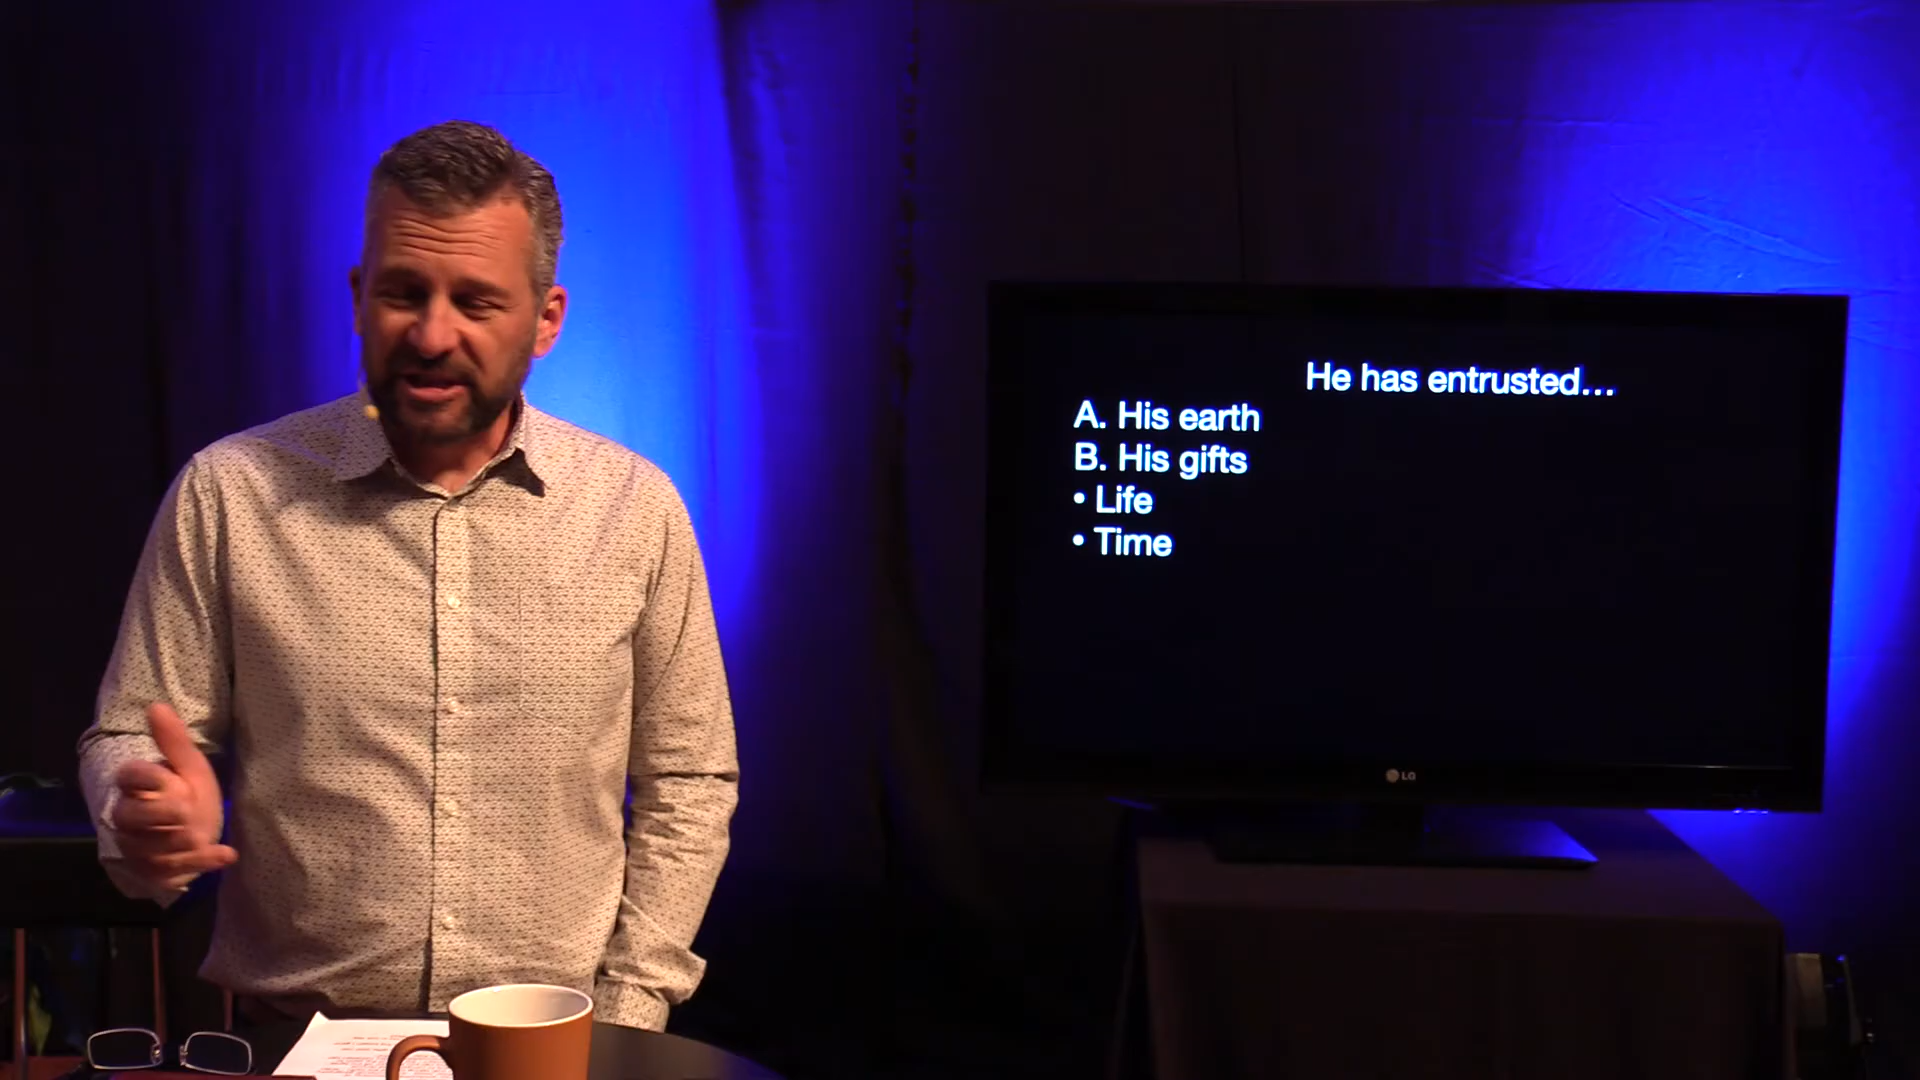 He has entrusted...
A. His earth
B. His gifts
• Life
• Time
LG